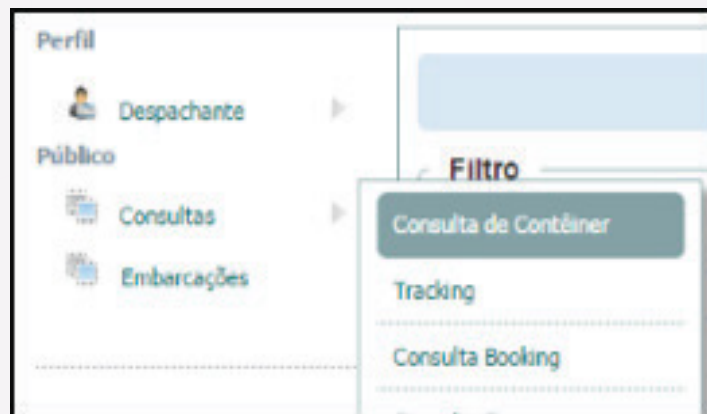 Perfil
Despachante
Público
Consultas
Embarcações
Filtro
Consulta de Contêiner
Tracking
Consulta Booking